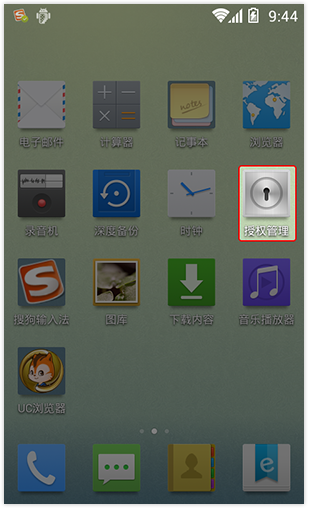 9:44
电子邮件
计算器
notes
记事本
浏览器
录音机
深度备份
时钟
授权管理
搜狗输入法
图库
下载内容
音乐播放器
UC浏览器